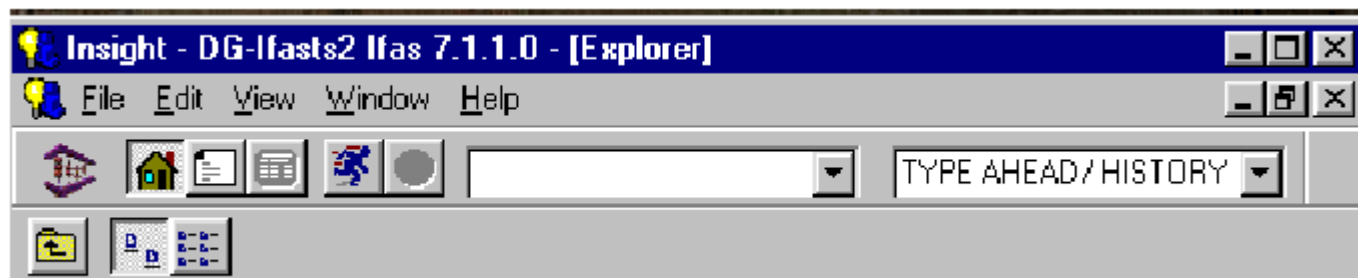 Insight - DG-Ifasts2 Ifas 7.1.1.0 - [Explorer]
File Edit View Window Help
TYPE AHEAD / HISTORY